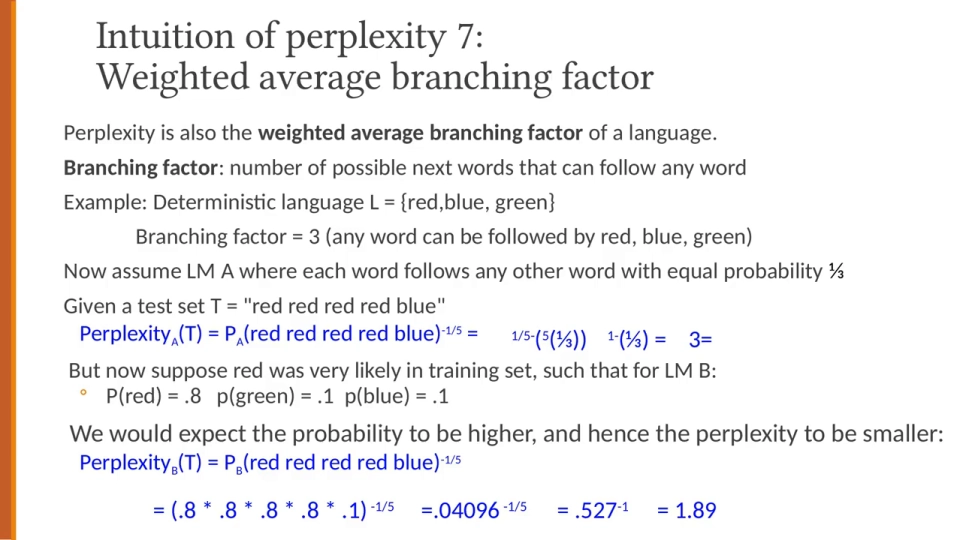 Intuition of perplexity 7:
Weighted average branching factor
Perplexity is also the weighted average branching factor of a language.
Branching factor: number of possible next words that can follow any word
Example: Deterministic language L = {red,blue, green}
Branching factor = 3 (any word can be followed by red, blue, green)
Now assume LM A where each word follows any other word with equal probability ⅓
Given a test set T = "red red red red blue"
PerplexityA(T) = PA(red red red red blue)-1/5 = 1/5-(5(⅓)) 1-(⅓) = 3=
But now suppose red was very likely in training set, such that for LM B:
° P(red) = .8 p(green) = .1 p(blue) = .1
We would expect the probability to be higher, and hence the perplexity to be smaller:
PerplexityB(T) = PB(red red red red blue)-1/5
= (.8 * .8 * .8 * .8 * .1) -1/5 =.04096 -1/5 = .527-1 = 1.89